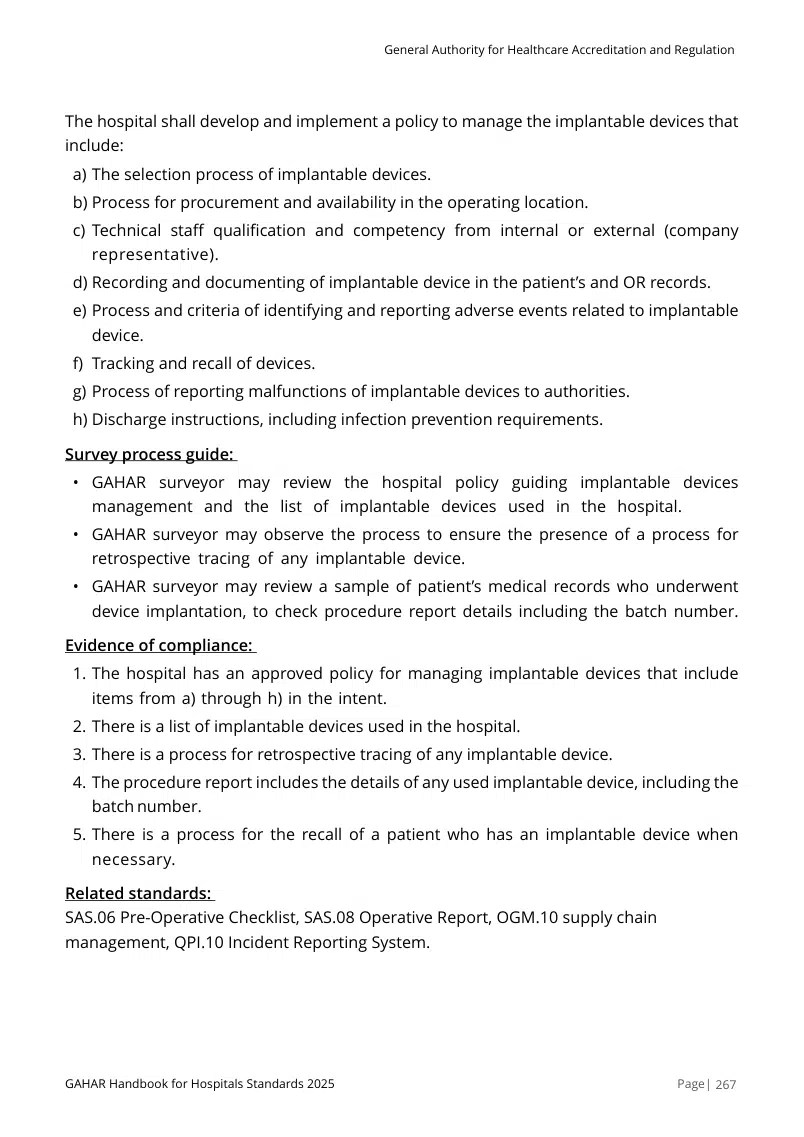 General Authority for Healthcare Accreditation and Regulation
The hospital shall develop and implement a policy to manage the implantable devices that
include:
a) The selection process of implantable devices.
b) Process for procurement and availability in the operating location.
c) Technical staff qualification and competency from internal or external (company
representative).
d) Recording and documenting of implantable device in the patient’s and OR records.
e) Process and criteria of identifying and reporting adverse events related to implantable
device.
f) Tracking and recall of devices.
g) Process of reporting malfunctions of implantable devices to authorities.
h) Discharge instructions, including infection prevention requirements.
Survey process guide:
• GAHAR surveyor may review the hospital policy guiding implantable devices
management and the list of implantable devices used in the hospital.
• GAHAR surveyor may observe the process to ensure the presence of a process for
retrospective tracing of any implantable device.
• GAHAR surveyor may review a sample of patient’s medical records who underwent
device implantation, to check procedure report details including the batch number.
Evidence of compliance:
1. The hospital has an approved policy for managing implantable devices that include
items from a) through h) in the intent.
2. There is a list of implantable devices used in the hospital.
3. There is a process for retrospective tracing of any implantable device.
4. The procedure report includes the details of any used implantable device, including the
batch number.
5. There is a process for the recall of a patient who has an implantable device when
necessary.
Related standards:
SAS.06 Pre-Operative Checklist, SAS.08 Operative Report, OGM.10 supply chain
management, QPI.10 Incident Reporting System.
GAHAR Handbook for Hospitals Standards 2025 Page| 267